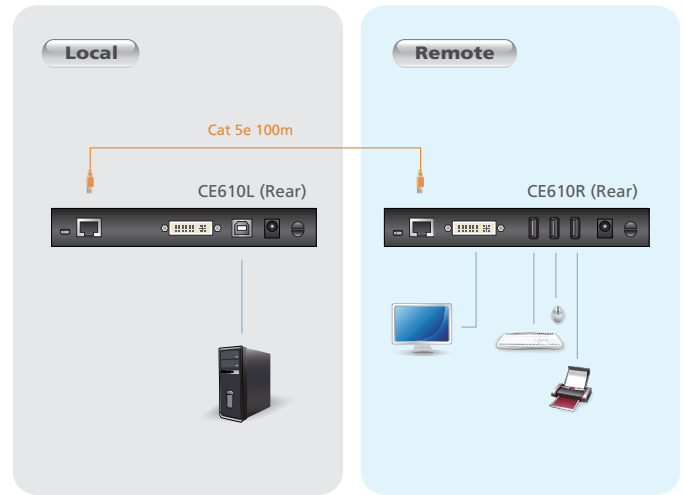 Local
Remote
Cat 5e 100m
CE610L (Rear)
CE610R (Rear)